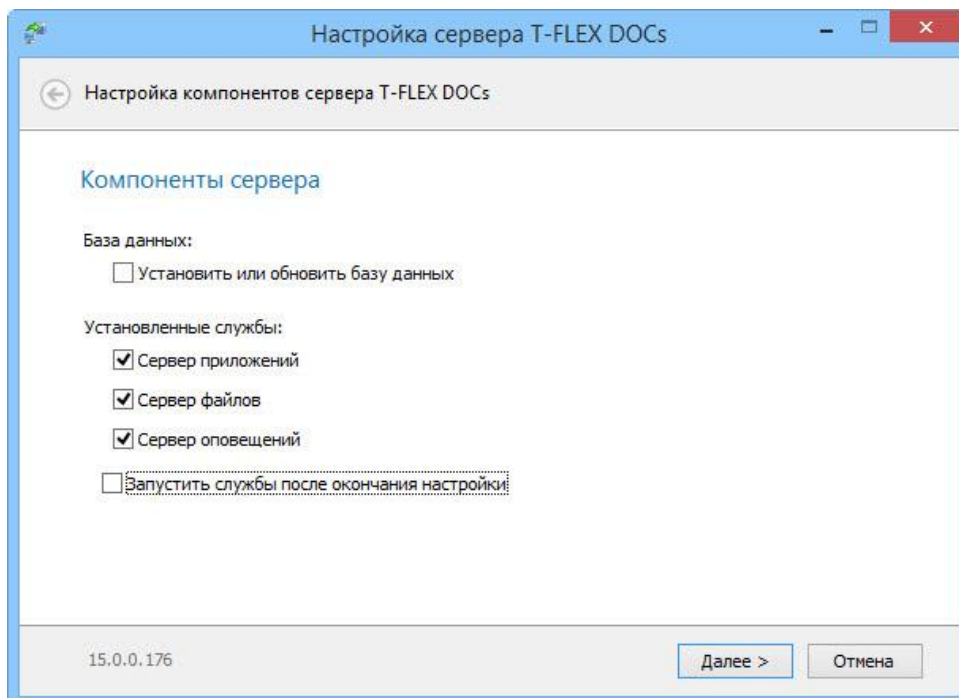 Настройка сервера T-FLEX DOCs
Настройка компонентов сервера T-FLEX DOCs
Компоненты сервера
База данных:
Установить или обновить базу данных
Установленные службы:
Сервер приложений
Сервер файлов
Сервер оповещений
Запустить службы после окончания настройки
15.0.0.176
Далее >
Отмена